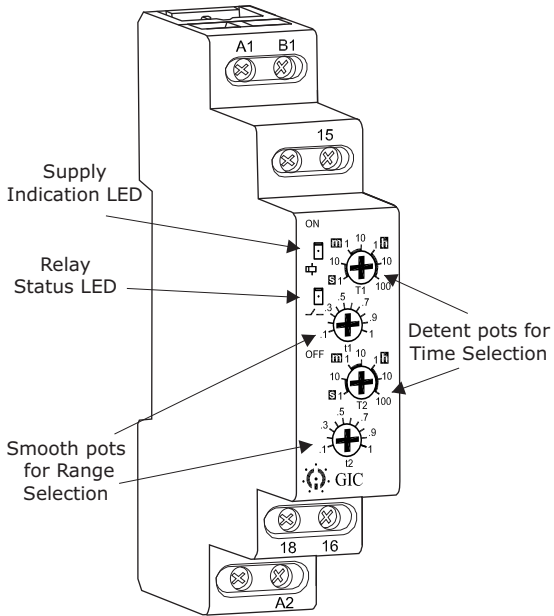 A1 B1
15
Supply
Indication LED
Relay
Status LED
Smooth pots
for Range
Selection
ON
m 1 10 1 h
10 10
s 1 100
T1
.1 .3 .5 .7 .9 1
t1
OFF
m 1 10 1 h
10 10
s 1 100
T2
.1 .3 .5 .7 .9 1
t2
GIC
Detent pots for
Time Selection
18 16
A2